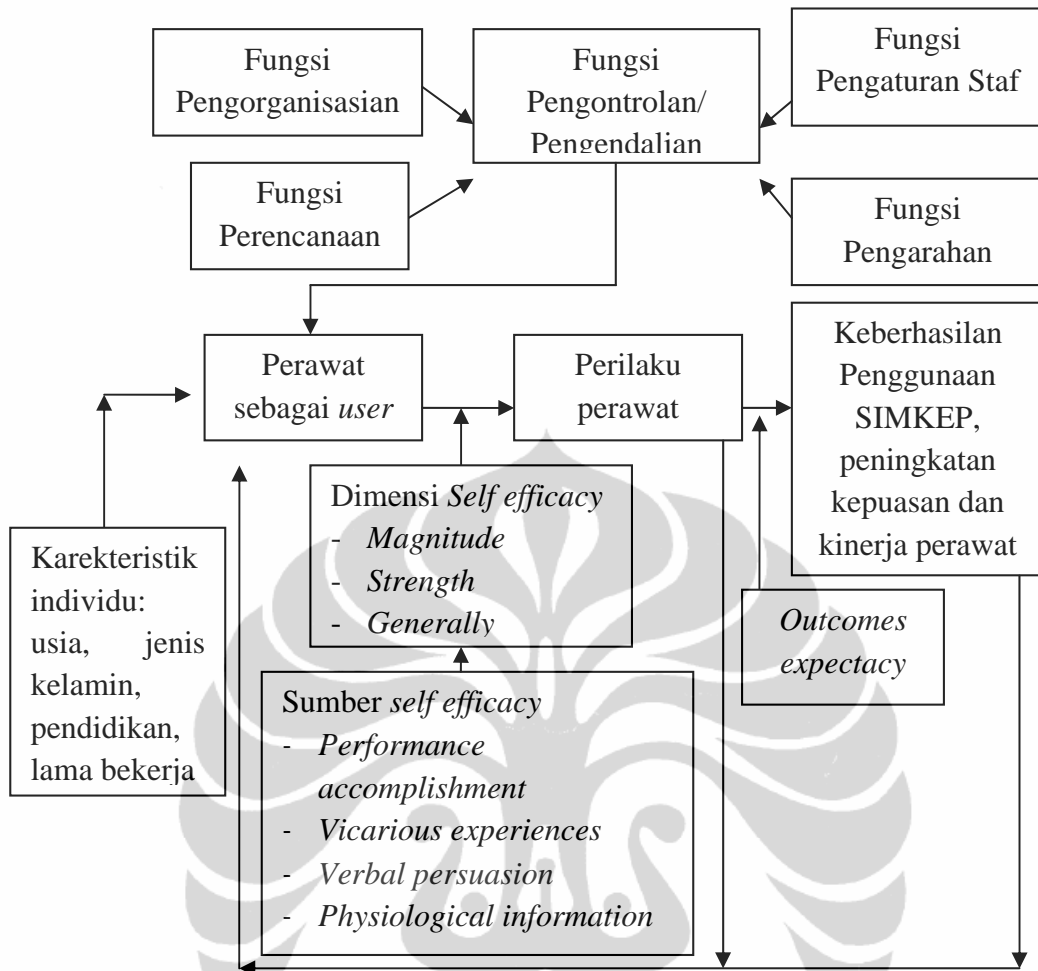 Fungsi
Pengorganisasian
Fungsi
Pengontrolan/
Pengendalian
Fungsi
Pengaturan Staf
Fungsi
Perencanaan
Fungsi
Pengarahan
Perawat
sebagai user
Perilaku
perawat
Keberhasilan
Penggunaan
SIMKEP,
peningkatan
kepuasan dan
kinerja perawat
Dimensi Self efficacy
- Magnitude
- Strength
- Generally
Karekteristik
individu:
usia, jenis
kelamin,
pendidikan,
lama bekerja
Outcomes
expectacy
Sumber self efficacy
- Performance
accomplishment
- Vicarious experiences
- Verbal persuasion
- Physiological information